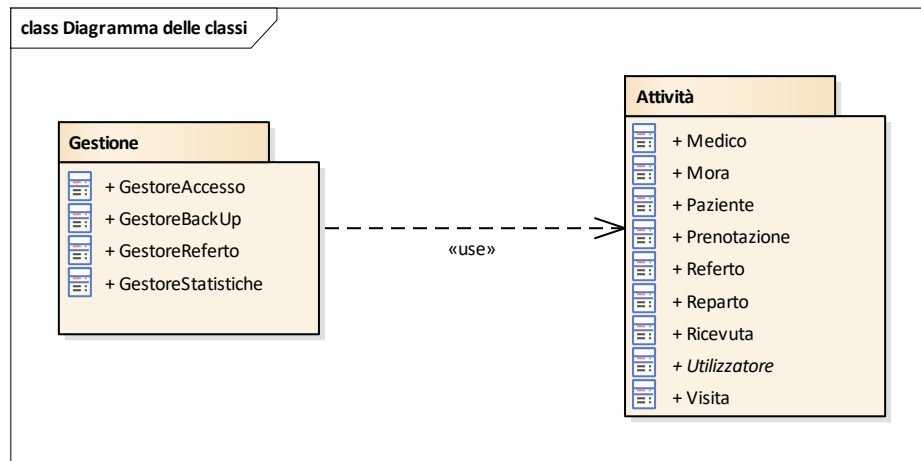 class Diagramma delle classi
Gestione
+ GestoreAccesso
+ GestoreBackUp
+ GestoreReferto
+ GestoreStatistiche
«use»
Attività
+ Medico
+ Mora
+ Paziente
+ Prenotazione
+ Referto
+ Reparto
+ Ricevuta
+ Utilizzatore
+ Visita